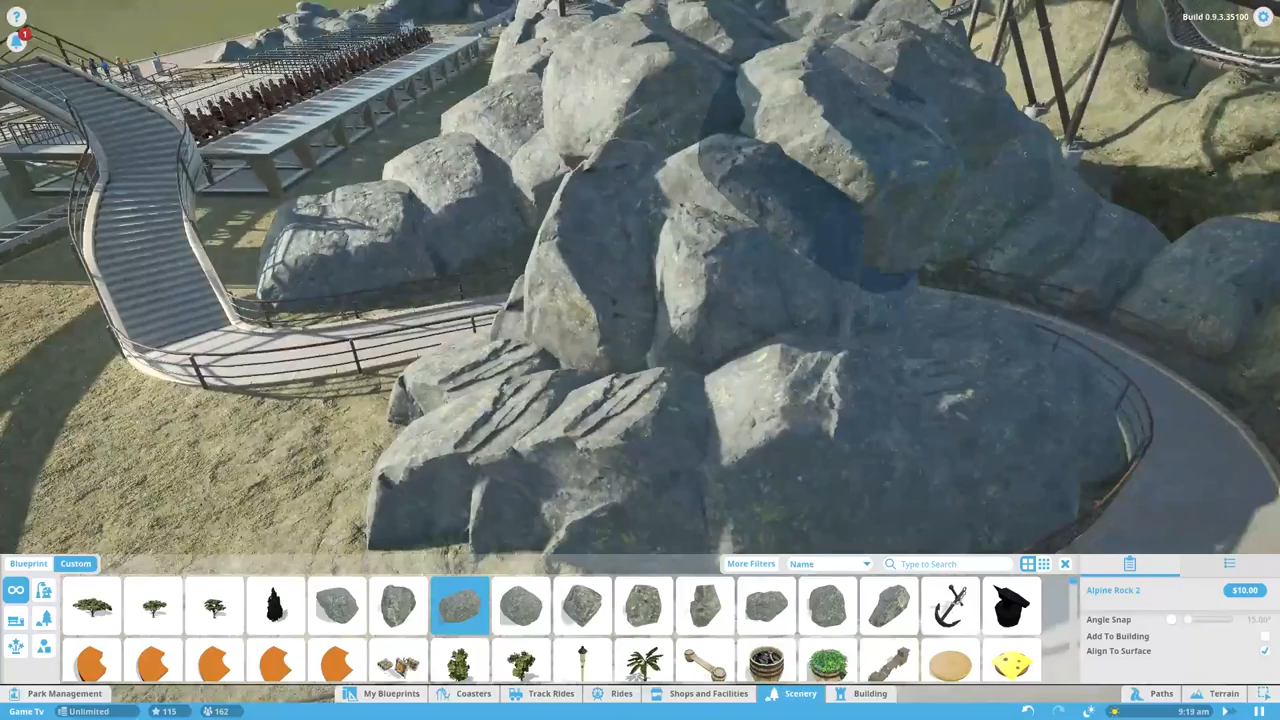 ?
1
Build 0.9.3.35100
Blueprint
Custom
More Filters
Name
Type to Search
Alpine Rock 2
$10.00
Angle Snap
15.00°
Add To Building
Align To Surface
Park Management
My Blueprints
Coasters
Track Rides
Rides
Shops and Facilities
Scenery
Building
Paths
Terrain
Game Tv
Unlimited
115
162
9:19 am